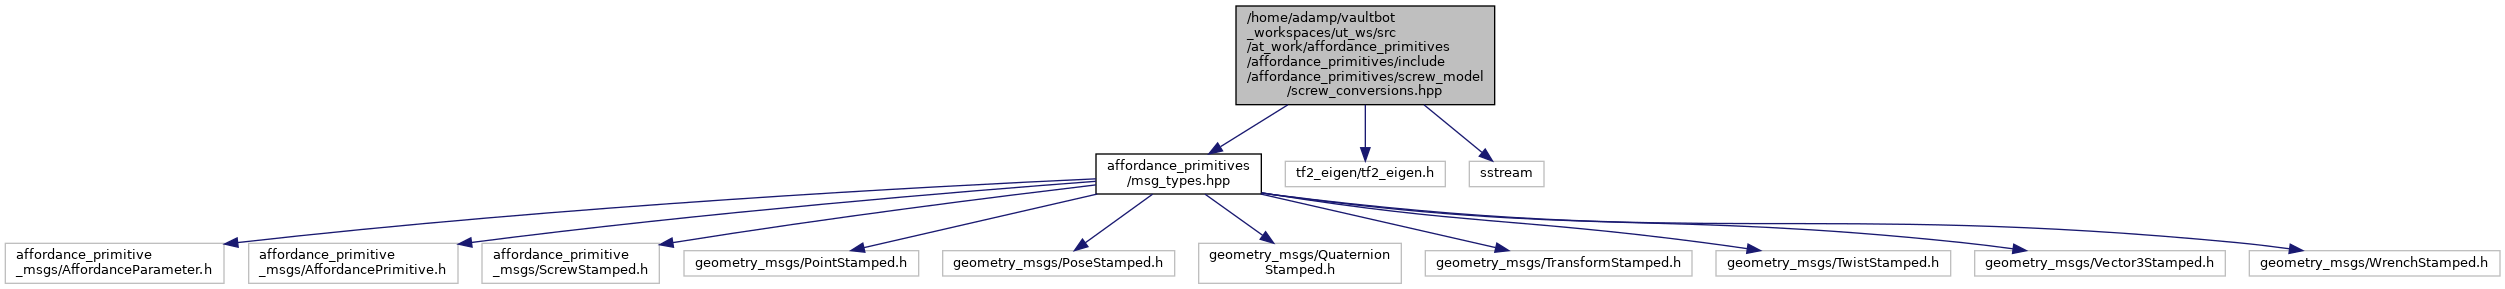 /home/adamp/vaultbot
_workspaces/ut_ws/src
/at_work/affordance_primitives
/affordance_primitives/include
/affordance_primitives/screw_model
/screw_conversions.hpp
affordance_primitives
/msg_types.hpp
tf2_eigen/tf2_eigen.h
sstream
affordance_primitive
_msgs/AffordanceParameter.h
affordance_primitive
_msgs/AffordancePrimitive.h
affordance_primitive
_msgs/ScrewStamped.h
geometry_msgs/PointStamped.h
geometry_msgs/PoseStamped.h
geometry_msgs/Quaternion
Stamped.h
geometry_msgs/TransformStamped.h
geometry_msgs/TwistStamped.h
geometry_msgs/Vector3Stamped.h
geometry_msgs/WrenchStamped.h